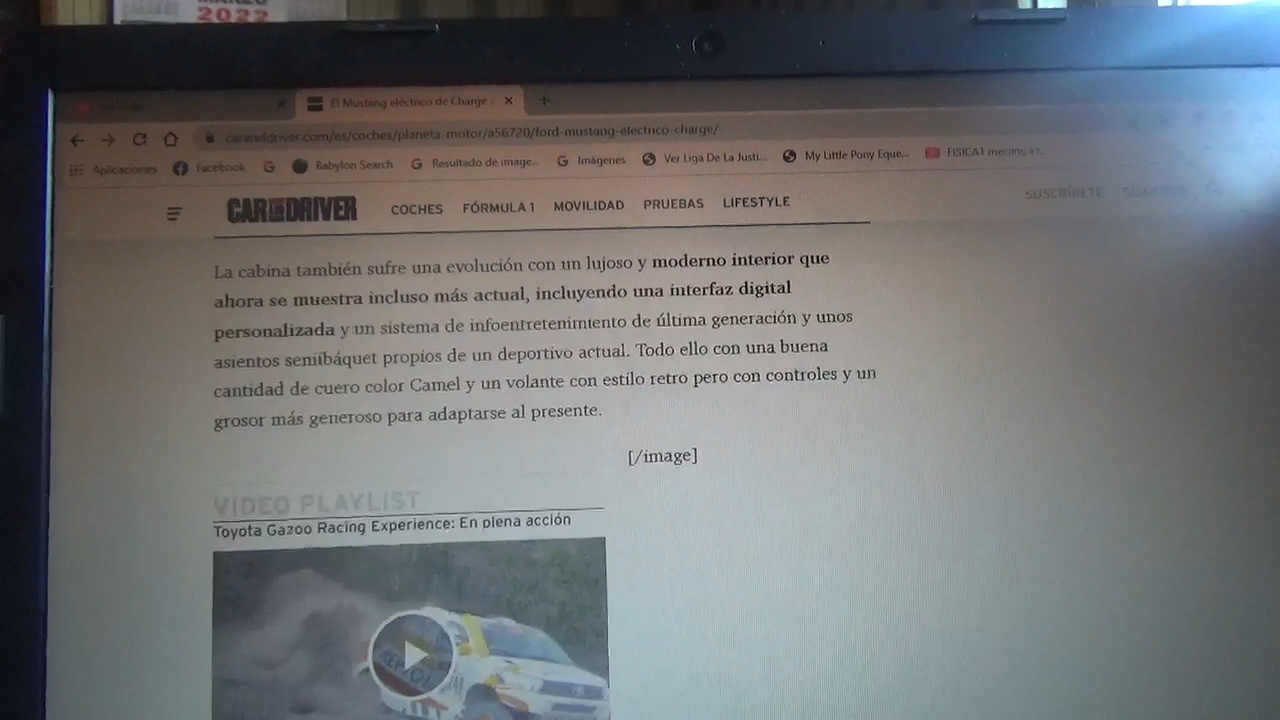 2022
El Mustang eléctrico de Charge
caranddriver.com/es/coches/planeta-motor/a56720/ford-mustang-electrico-charge/
Aplicaciones Facebook Babylon Search Resultado de image... Imágenes Ver Liga De La Justi... My Little Pony Eque... FISICA1
CAR AND DRIVER COCHES FÓRMULA 1 MOVILIDAD PRUEBAS LIFESTYLE SUSCRÍBETE
La cabina también sufre una evolución con un lujoso y moderno interior que
ahora se muestra incluso más actual, incluyendo una interfaz digital
personalizada y un sistema de infoentretenimiento de última generación y unos
asientos semibáquet propios de un deportivo actual. Todo ello con una buena
cantidad de cuero color Camel y un volante con estilo retro pero con controles y un
grosor más generoso para adaptarse al presente.
[/image]
VIDEO PLAYLIST
Toyota Gazoo Racing Experience: En plena acción
REPSOL